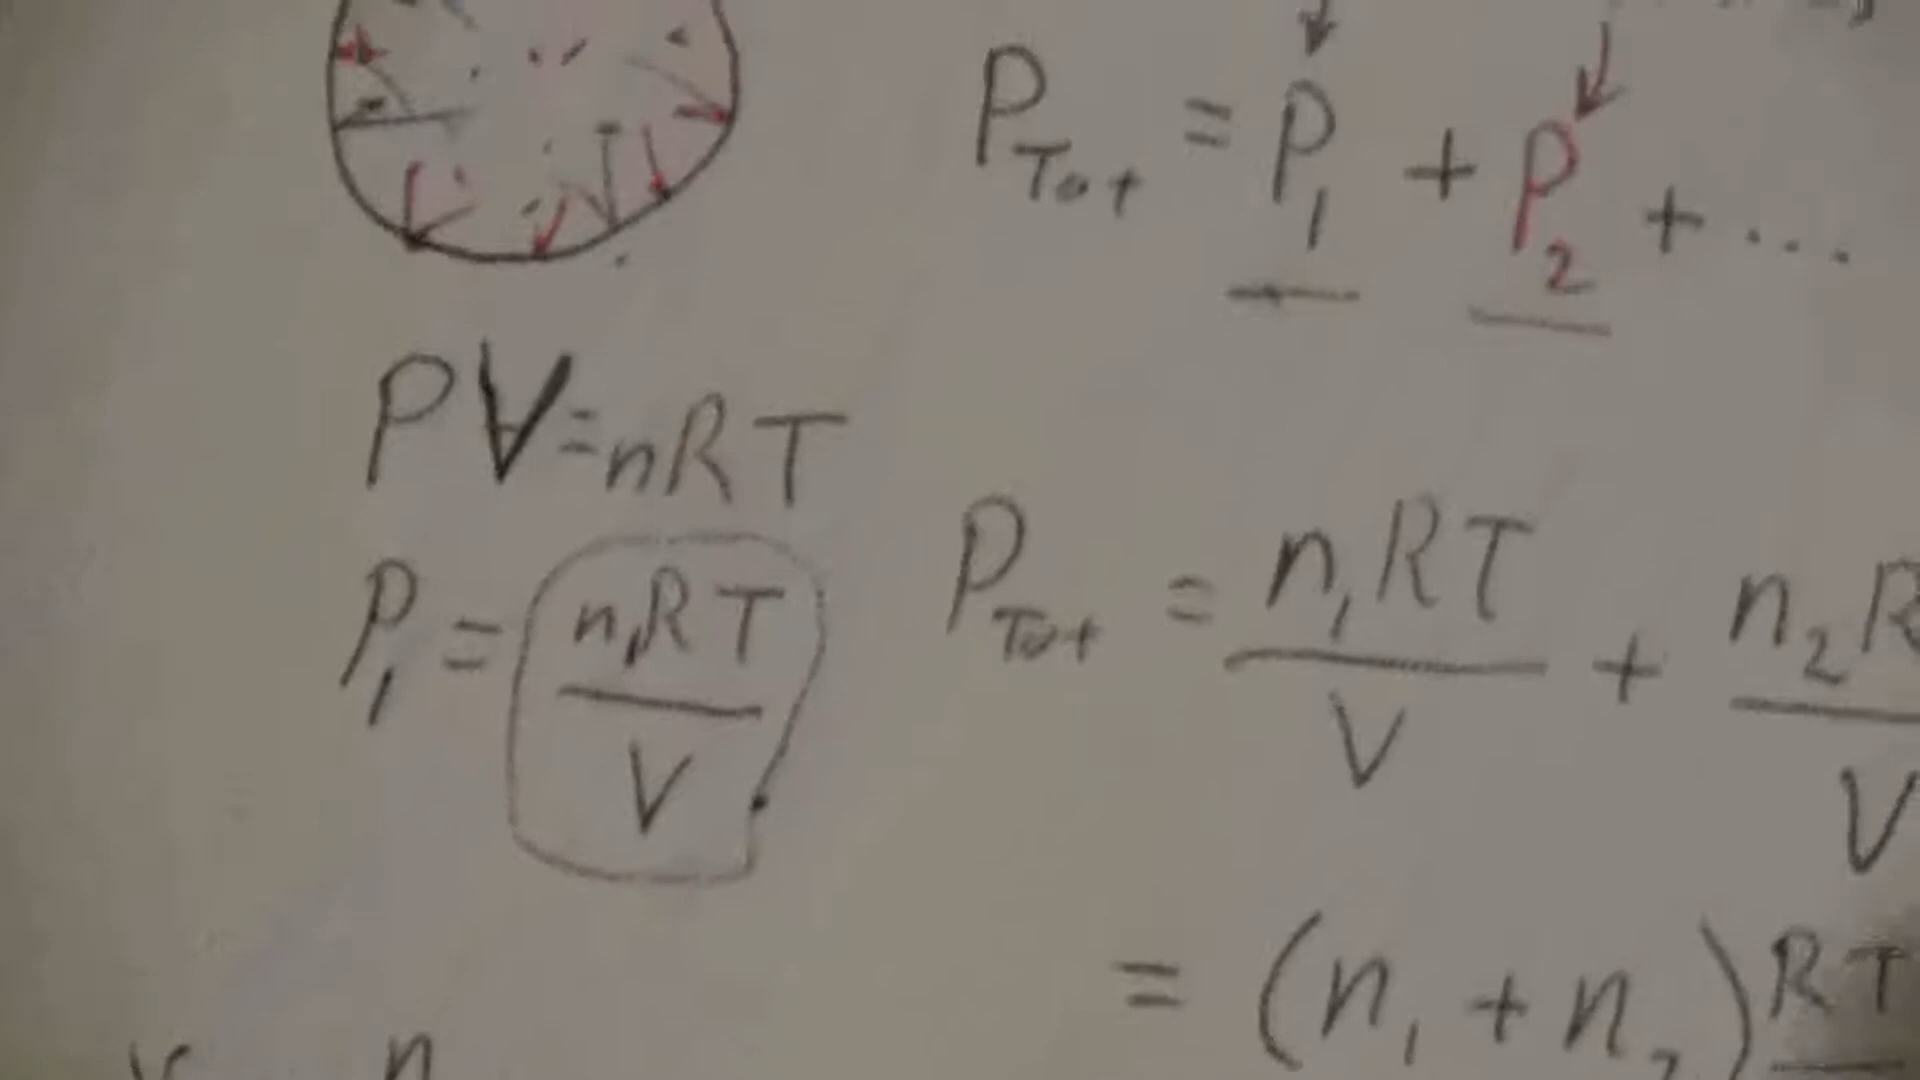 P_Tot = P_1 + P_2 + ...
PV = nRT
P_1 = n_1RT / V
P_Tot = n_1RT / V + n_2R / V
= (n_1 + n_2) RT
n